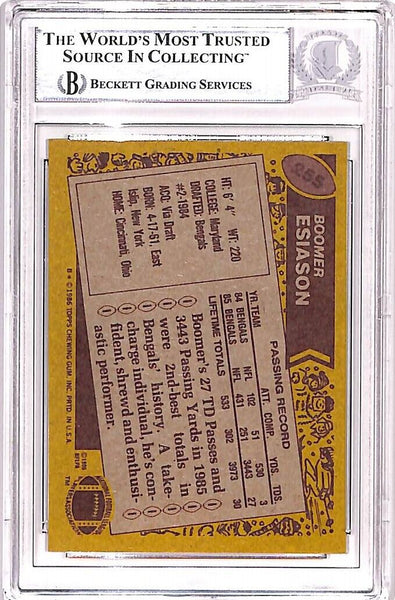 THE WORLD'S MOST TRUSTED
SOURCE IN COLLECTING™
B BECKETT GRADING SERVICES
255
BOOMER
ESIASON
HT: 6' 4" WT: 220
COLLEGE: Maryland
DRAFTED: Bengals
#2-1984
ACQ: Via Draft
BORN: 4-17-61, East
Islip, New York
HOME: Cincinnati, Ohio
PASSING RECORD
YR. TEAM ATT. COMP. YDS. TDS.
84 BENGALS NFL 102 51 530 3
85 BENGALS NFL 431 251 3443 27
LIFETIME TOTALS 533 302 3973 30
Boomer's 27 TD Passes and
3443 Passing Yards in 1985
were 2nd-best totals in
Bengals' history. A take-
charge individual, he's con-
fident, shrewd and enthusi-
astic performer.
B * © 1986 TOPPS CHEWING GUM, INC. PRTD. IN U.S.A.
© 1985
NFLPA
TM